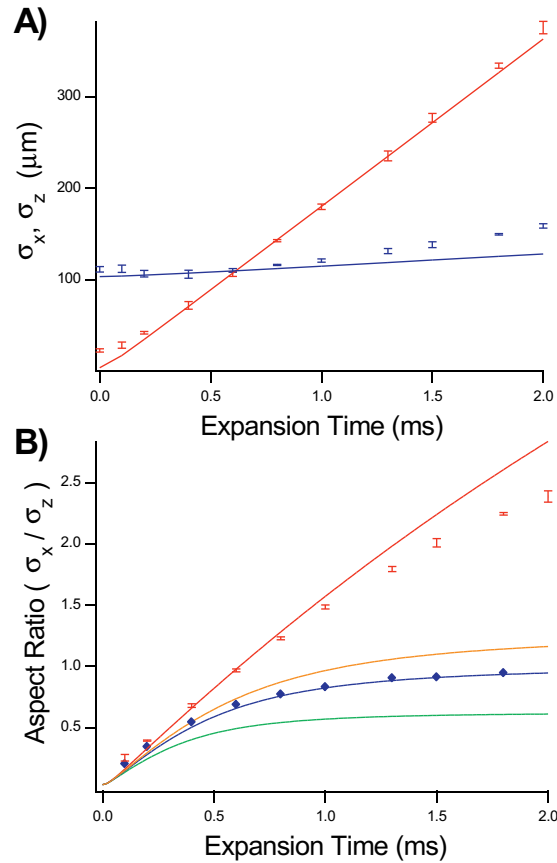 A)
300
200
100
σx, σz (μm)
0.0 0.5 1.0 1.5 2.0
Expansion Time (ms)
B)
2.5
2.0
1.5
1.0
0.5
Aspect Ratio ( σx / σz )
0.0 0.5 1.0 1.5 2.0
Expansion Time (ms)